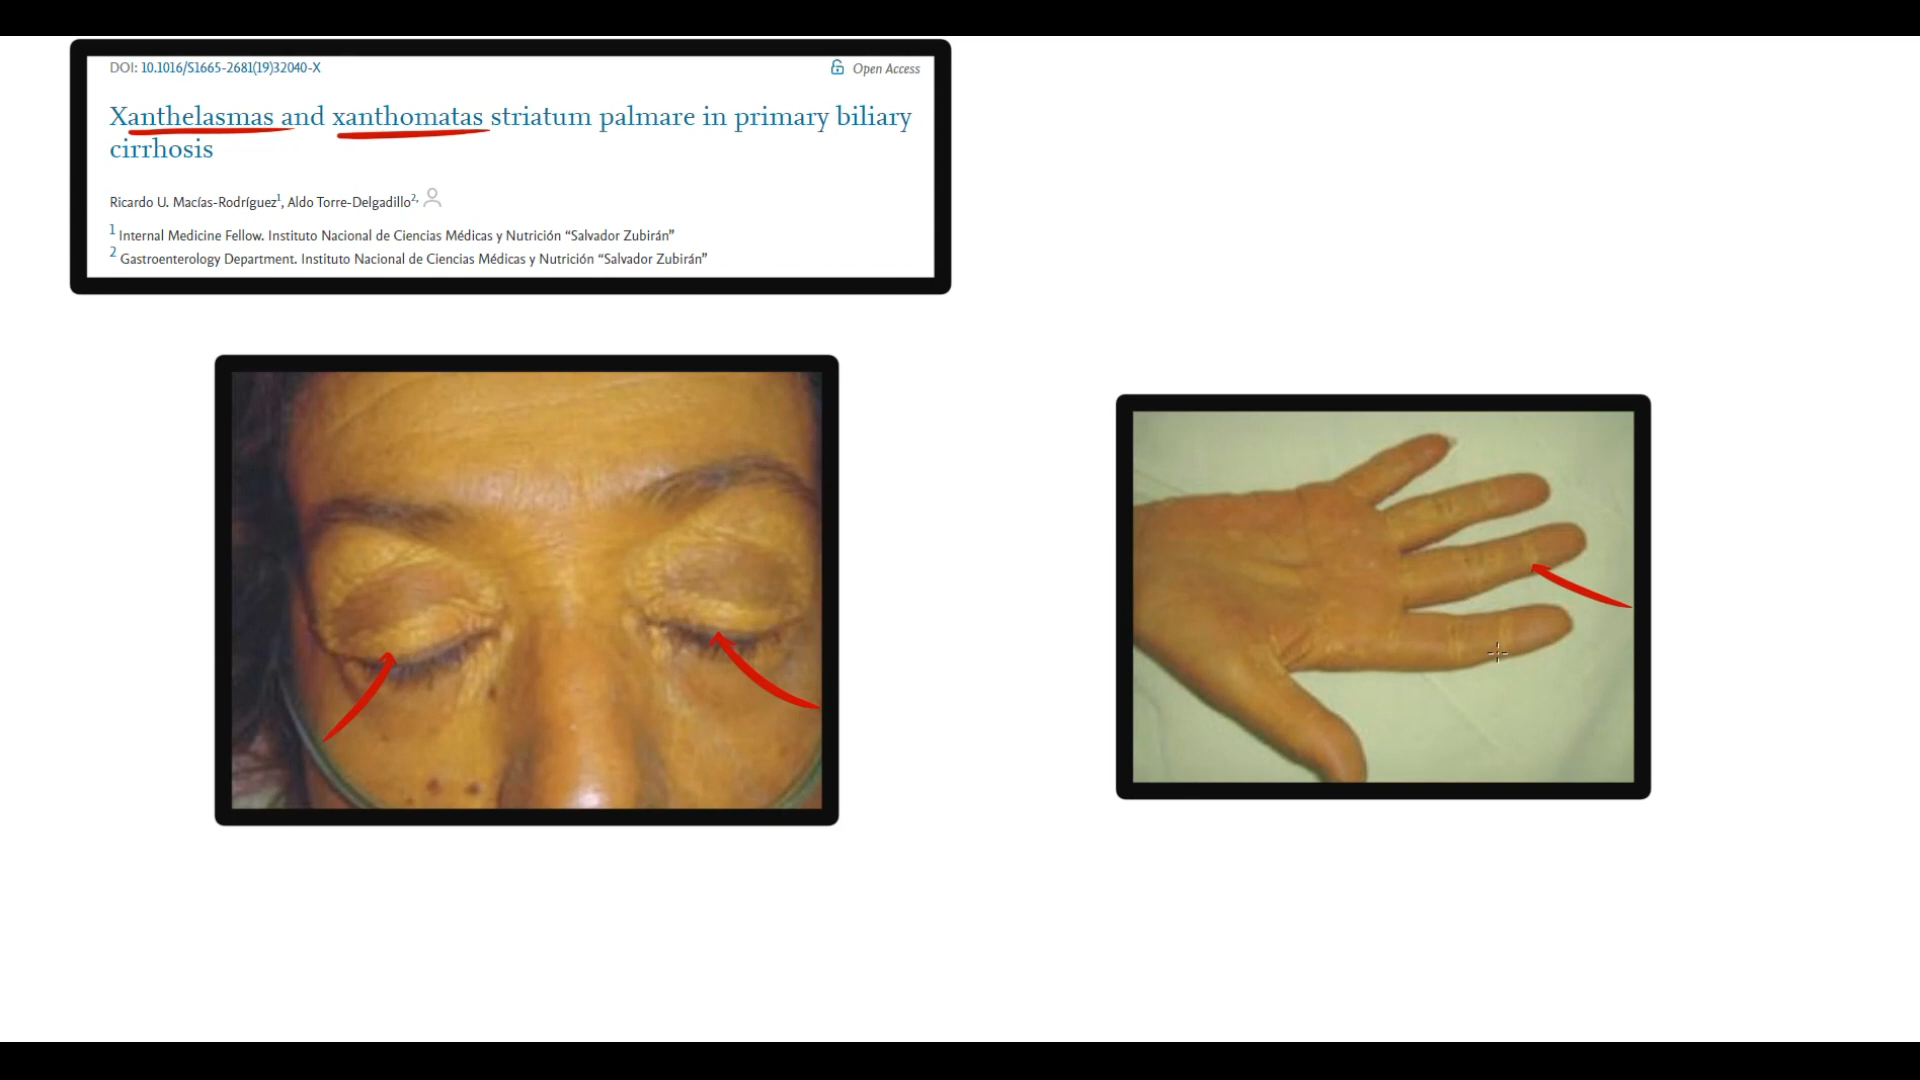 DOI: 10.1016/S1665-2681(19)32040-X
Open Access
Xanthelasmas and xanthomatas striatum palmare in primary biliary
cirrhosis
Ricardo U. Macías-Rodríguez1, Aldo Torre-Delgadillo2,
1 Internal Medicine Fellow. Instituto Nacional de Ciencias Médicas y Nutrición “Salvador Zubirán”
2 Gastroenterology Department. Instituto Nacional de Ciencias Médicas y Nutrición “Salvador Zubirán”